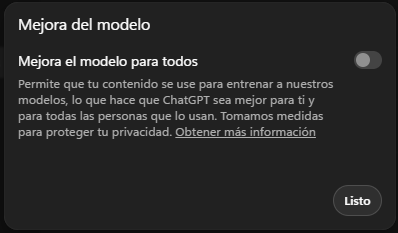 Mejora del modelo
Mejora el modelo para todos
Permite que tu contenido se use para entrenar a nuestros
modelos, lo que hace que ChatGPT sea mejor para ti y
para todas las personas que lo usan. Tomamos medidas
para proteger tu privacidad. Obtener más información
Listo